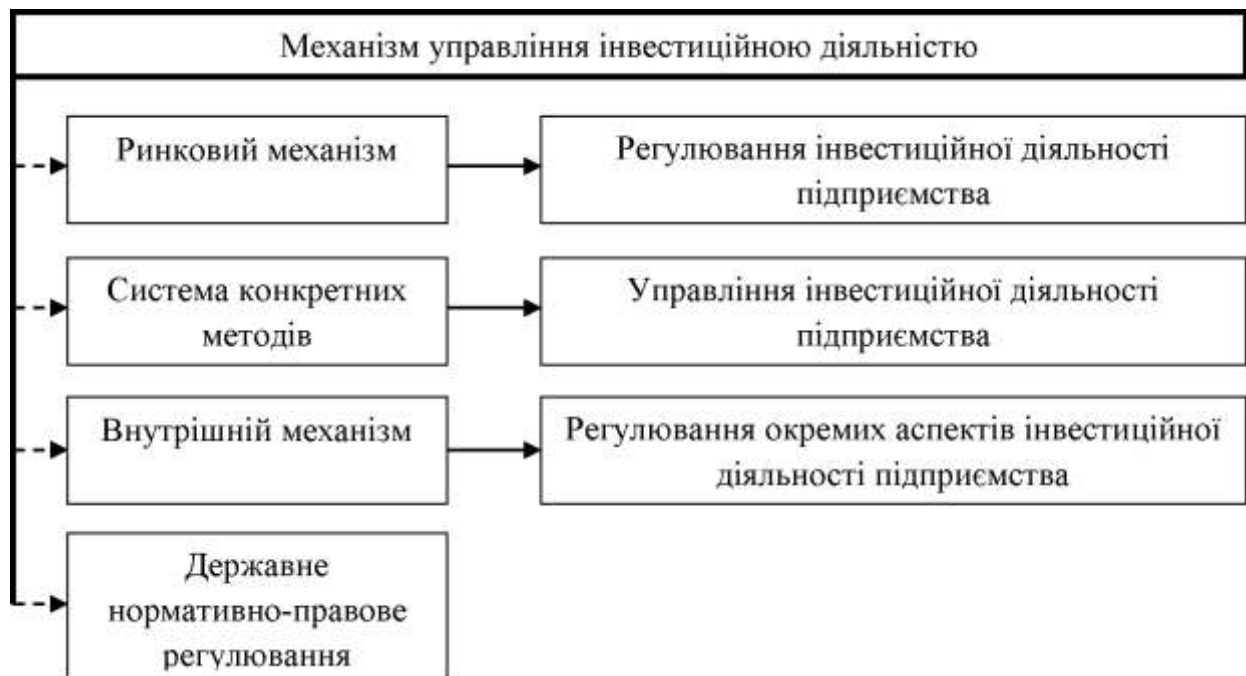 Механізм управління інвестиційною діяльністю
Ринковий механізм
Регулювання інвестиційної діяльності
підприємства
Система конкретних
методів
Управління інвестиційної діяльності
підприємства
Внутрішній механізм
Регулювання окремих аспектів інвестиційної
діяльності підприємства
Державне
нормативно-правове
регулювання